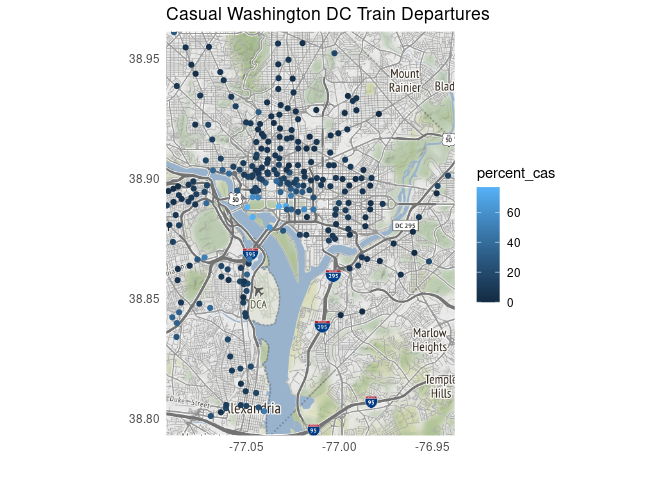 Casual Washington DC Train Departures
38.95
38.90
38.85
38.80
Mount
Rainier
Blad
50
50
DC 295
395
295
DCA
295
Marlow
Heights
Temple
Hills
Duke Street
Alexandria
95
95
-77.05
-77.00
-76.95
percent_cas
60
40
20
0